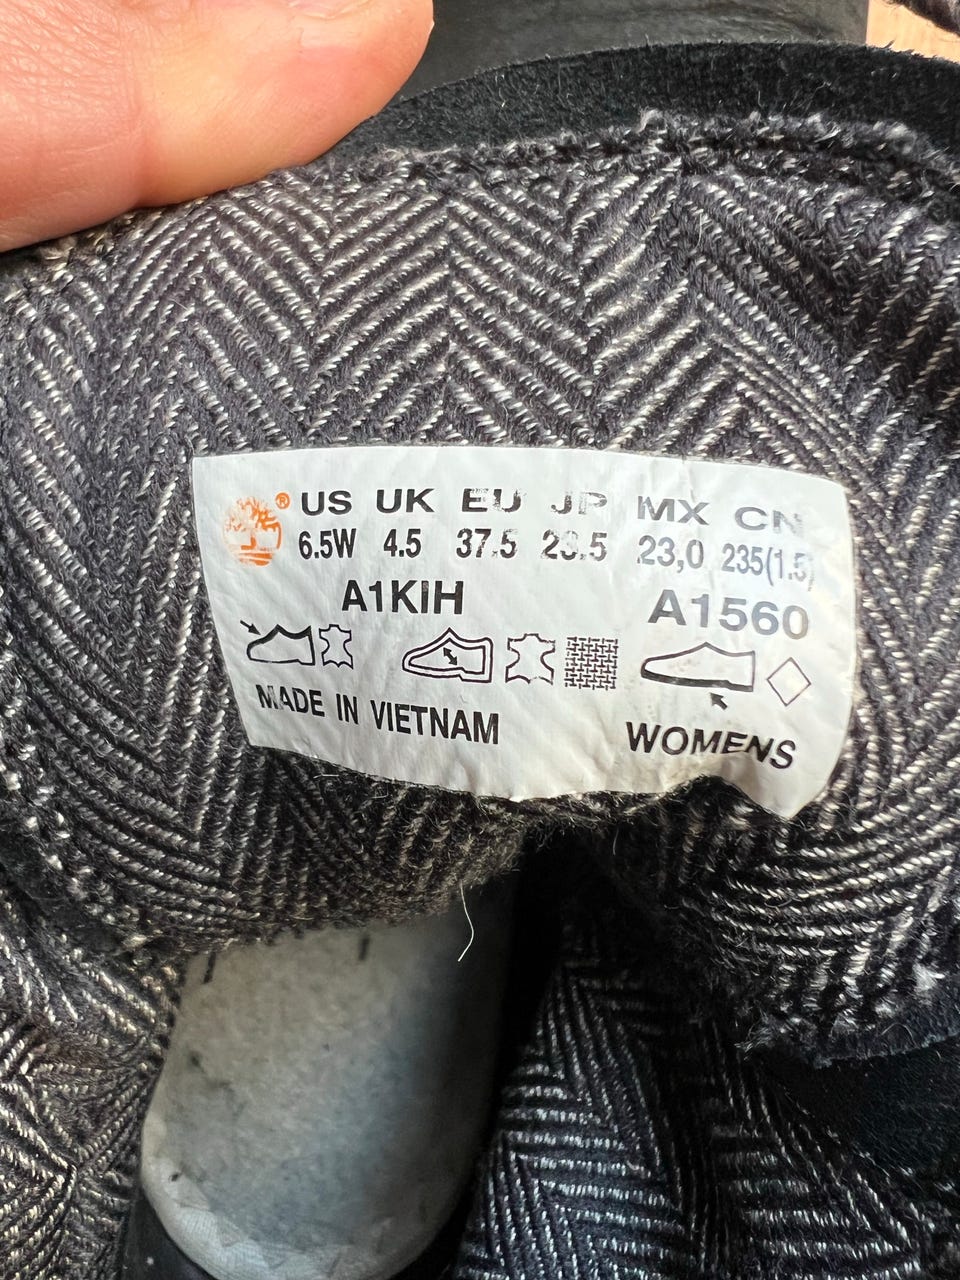 ® US UK EU JP MX CN
6.5W 4.5 37.5 23.5 23,0 235(1.5)
A1KIH A1560
MADE IN VIETNAM WOMENS